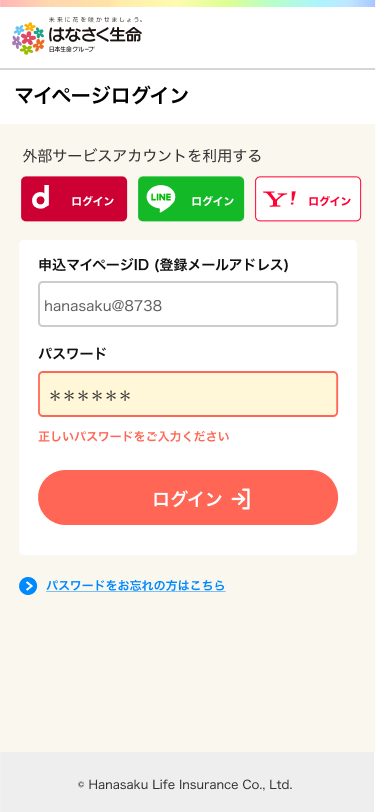 未来に花を咲かせましょう。
はなさく生命
日本生命グループ
マイページログイン
外部サービスアカウントを利用する
d ログイン
LINE ログイン
Y! ログイン
申込マイページID (登録メールアドレス)
hanasaku@8738
パスワード
＊＊＊＊＊＊
正しいパスワードをご入力ください
ログイン
パスワードをお忘れの方はこちら
© Hanasaku Life Insurance Co., Ltd.